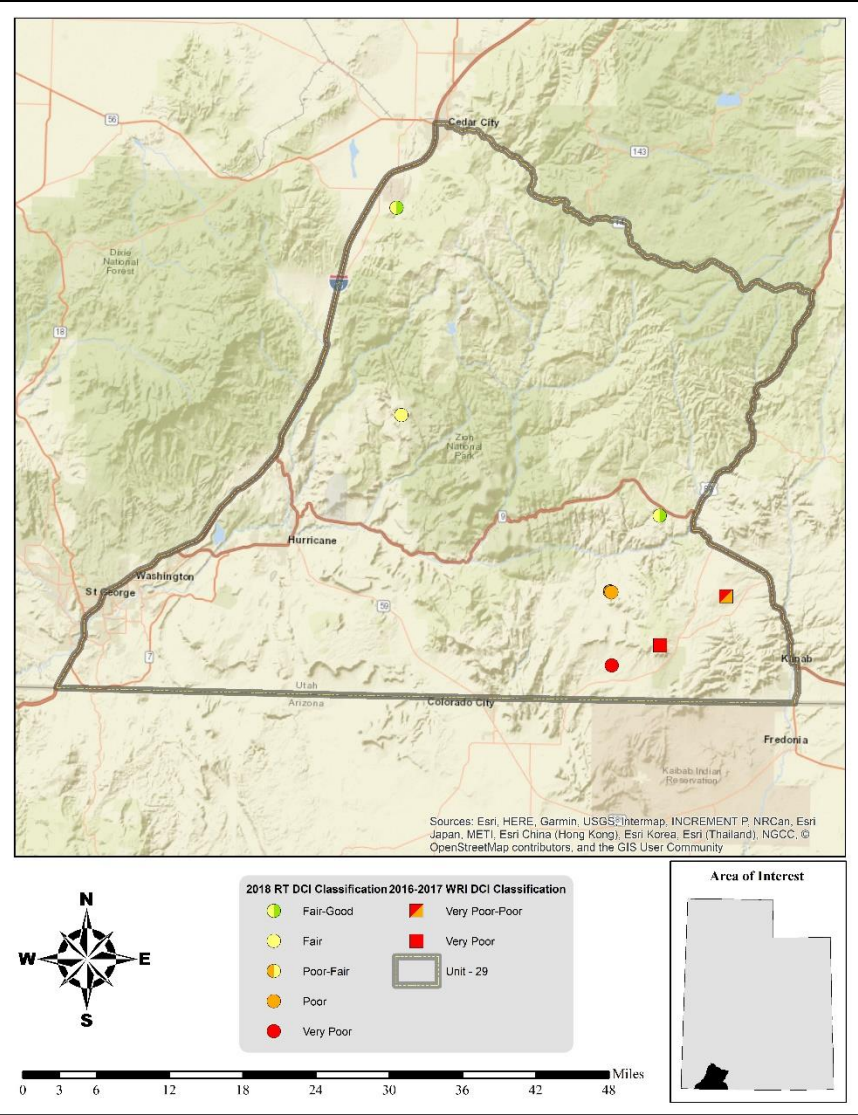 56
Cedar City
143
14
Dixie
National
Forest
18
Zion
National
Park
9
Hurricane
Washington
St George
59
7
Kanab
Utah
Arizona
Colorado City
Fredonia
Kaibab Indian
Reservation
Sources: Esri, HERE, Garmin, USGS, Intermap, INCREMENT P, NRCan, Esri
Japan, METI, Esri China (Hong Kong), Esri Korea, Esri (Thailand), NGCC, ©
OpenStreetMap contributors, and the GIS User Community
N
W
E
S
2018 RT DCI Classification
Fair-Good
Fair
Poor-Fair
Poor
Very Poor
2016-2017 WRI DCI Classification
Very Poor-Poor
Very Poor
Unit - 29
Area of Interest
Miles
0 3 6 12 18 24 30 36 42 48